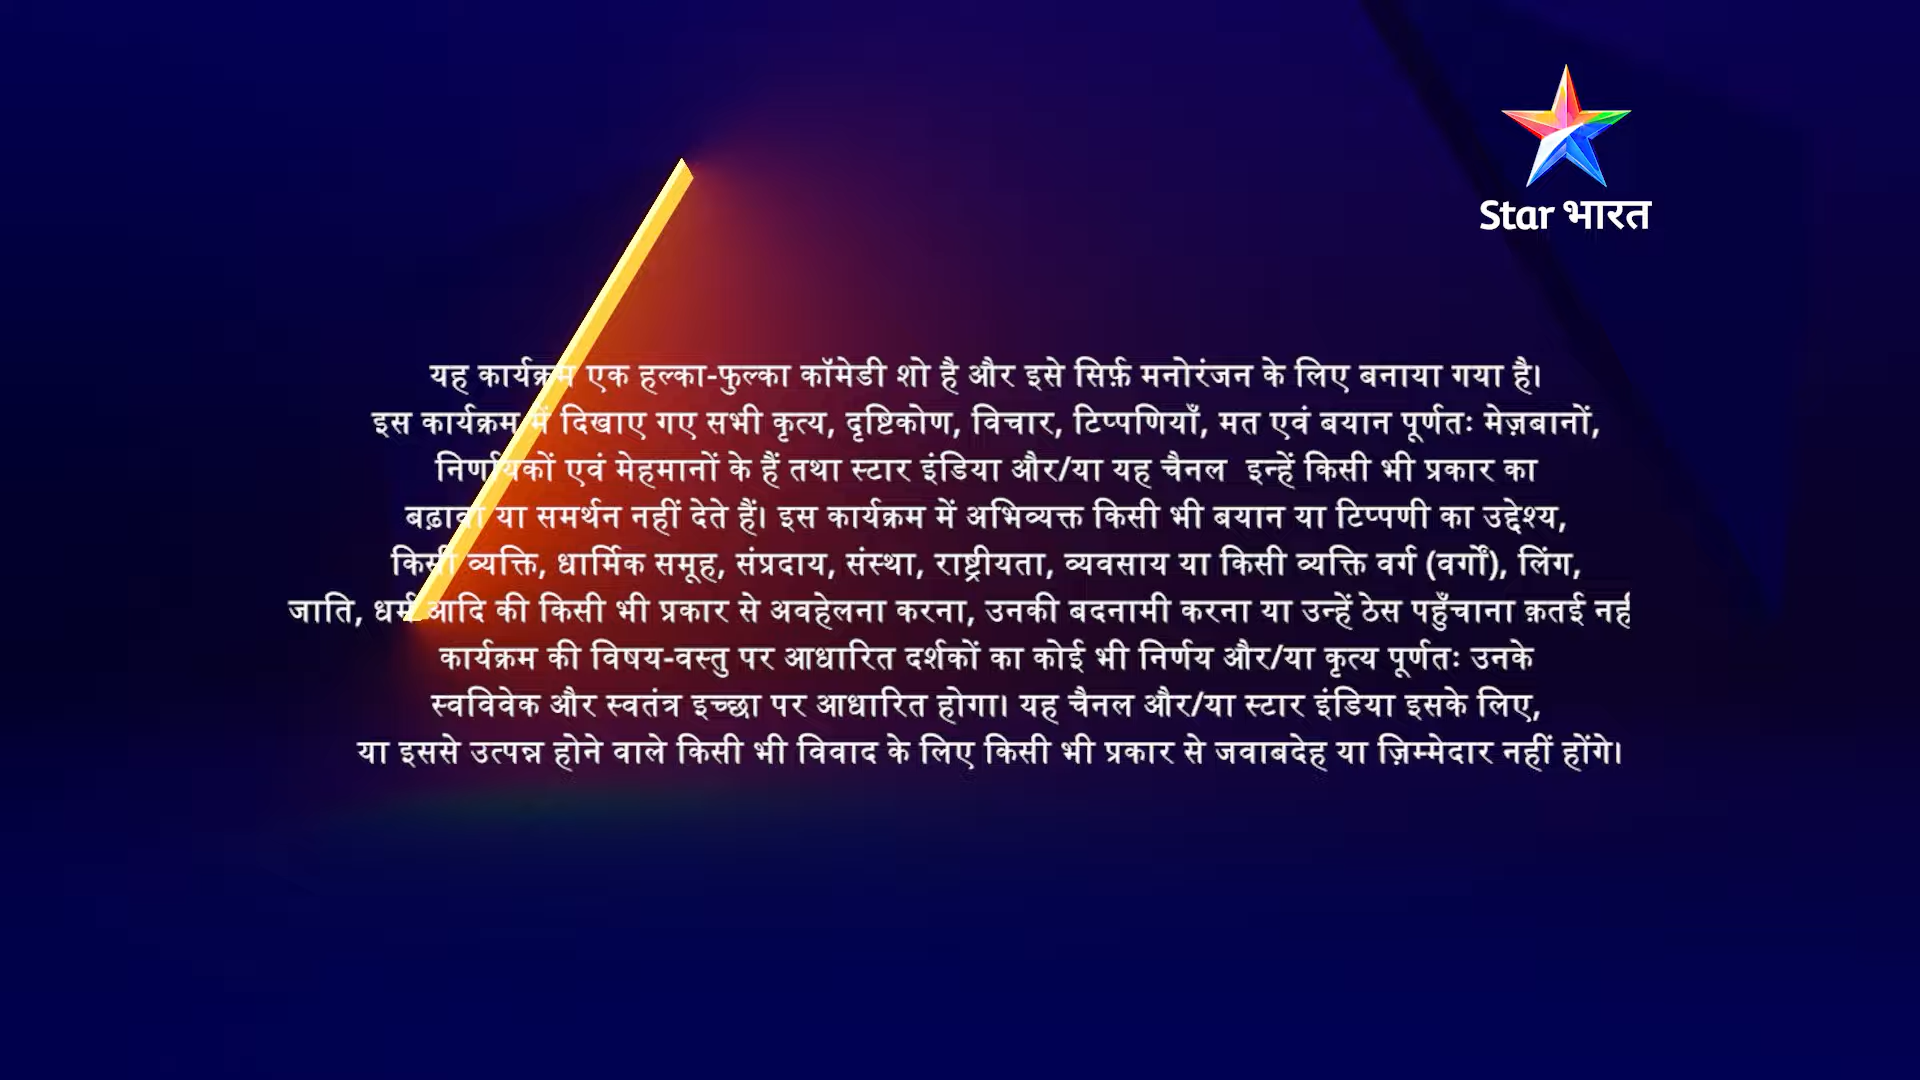 Star भारत
यह कार्यक्रम एक हल्का-फुल्का कॉमेडी शो है और इसे सिर्फ़ मनोरंजन के लिए बनाया गया है।
इस कार्यक्रम में दिखाए गए सभी कृत्य, दृष्टिकोण, विचार, टिप्पणियाँ, मत एवं बयान पूर्णतः मेज़बानों,
निर्णायकों एवं मेहमानों के हैं तथा स्टार इंडिया और/या यह चैनल इन्हें किसी भी प्रकार का
बढ़ावा या समर्थन नहीं देते हैं। इस कार्यक्रम में अभिव्यक्त किसी भी बयान या टिप्पणी का उद्देश्य,
किसी व्यक्ति, धार्मिक समूह, संप्रदाय, संस्था, राष्ट्रीयता, व्यवसाय या किसी व्यक्ति वर्ग (वर्गों), लिंग,
जाति, धर्म आदि की किसी भी प्रकार से अवहेलना करना, उनकी बदनामी करना या उन्हें ठेस पहुँचाना क़तई
कार्यक्रम की विषय-वस्तु पर आधारित दर्शकों का कोई भी निर्णय और/या कृत्य पूर्णतः उनके
स्वविवेक और स्वतंत्र इच्छा पर आधारित होगा। यह चैनल और/या स्टार इंडिया इसके लिए,
या इससे उत्पन्न होने वाले किसी भी विवाद के लिए किसी भी प्रकार से जवाबदेह या ज़िम्मेदार नहीं होंगे।